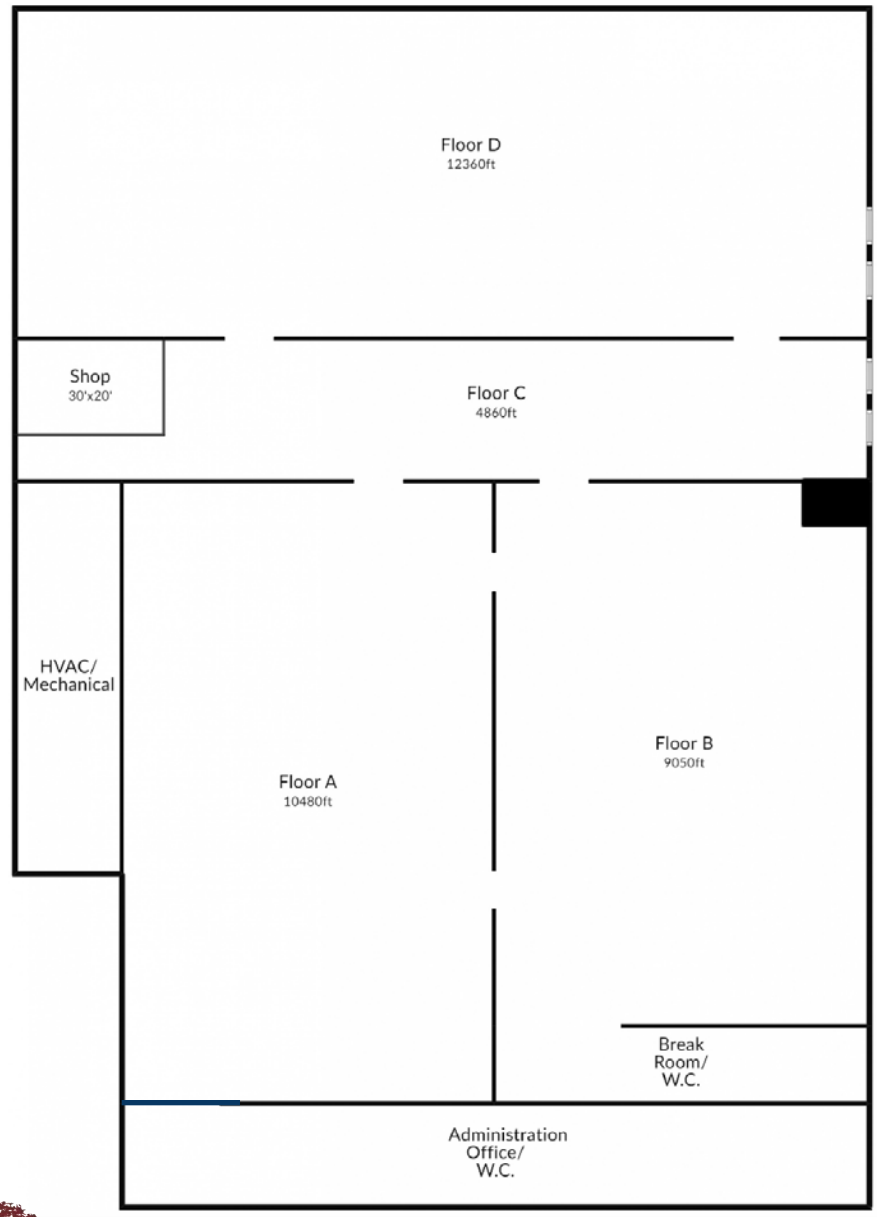 Floor D
12360ft
Shop
30'x20'
Floor C
4860ft
HVAC/
Mechanical
Floor A
10480ft
Floor B
9050ft
Break
Room/
W.C.
Administration
Office/
W.C.